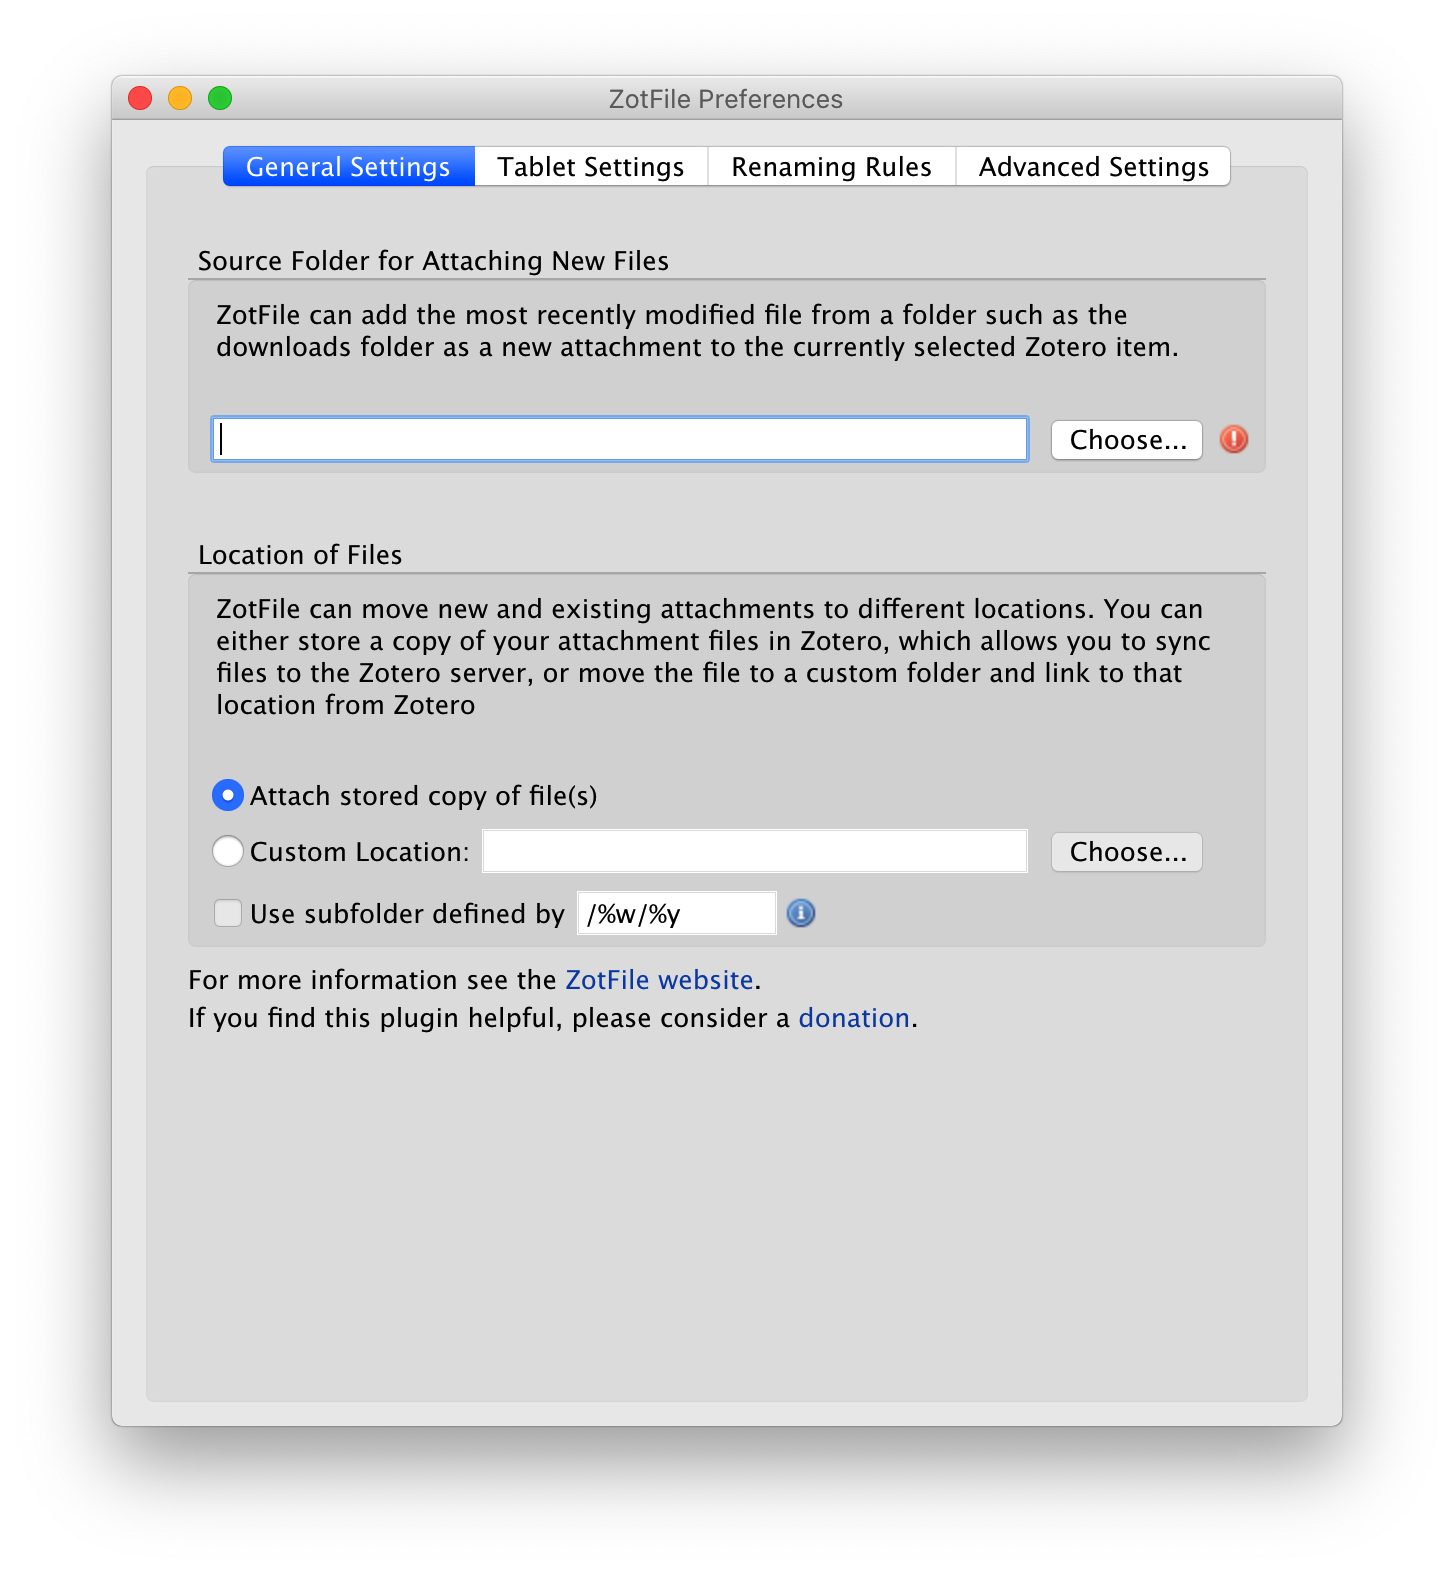 ZotFile Preferences
General Settings
Tablet Settings
Renaming Rules
Advanced Settings
Source Folder for Attaching New Files
ZotFile can add the most recently modified file from a folder such as the
downloads folder as a new attachment to the currently selected Zotero item.
Choose...
Location of Files
ZotFile can move new and existing attachments to different locations. You can
either store a copy of your attachment files in Zotero, which allows you to sync
files to the Zotero server, or move the file to a custom folder and link to that
location from Zotero
Attach stored copy of file(s)
Custom Location:
Choose...
Use subfolder defined by /%w/%y
For more information see the ZotFile website.
If you find this plugin helpful, please consider a donation.